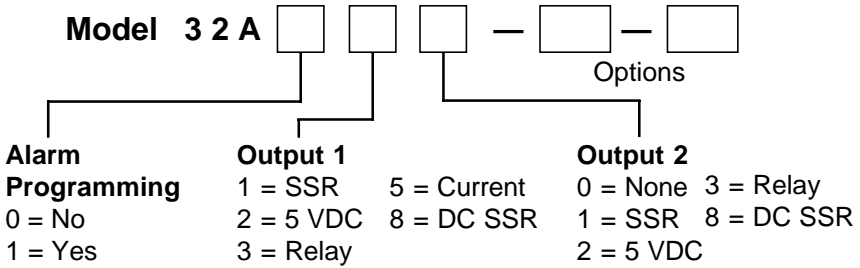 Model 3 2 A — —
Options
Alarm
Programming
0 = No
1 = Yes
Output 1
1 = SSR 5 = Current
2 = 5 VDC 8 = DC SSR
3 = Relay
Output 2
0 = None 3 = Relay
1 = SSR 8 = DC SSR
2 = 5 VDC